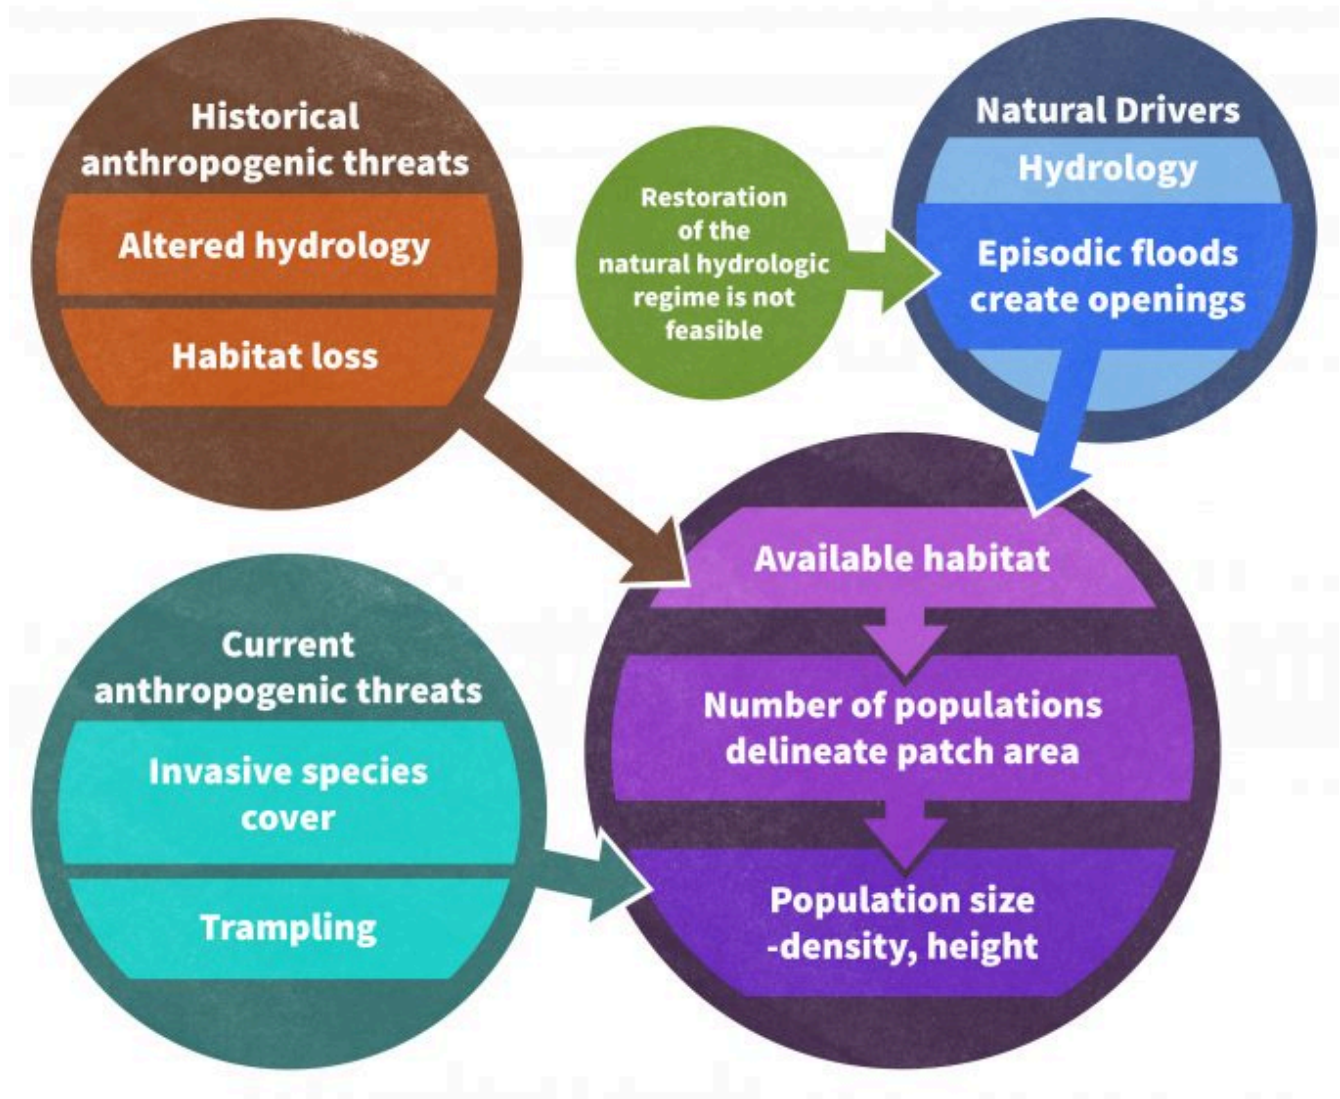 Historical
anthropogenic threats
Altered hydrology
Habitat loss
Restoration
of the
natural hydrologic
regime is not
feasible
Natural Drivers
Hydrology
Episodic floods
create openings
Current
anthropogenic threats
Invasive species
cover
Trampling
Available habitat
Number of populations
delineate patch area
Population size
-density, height